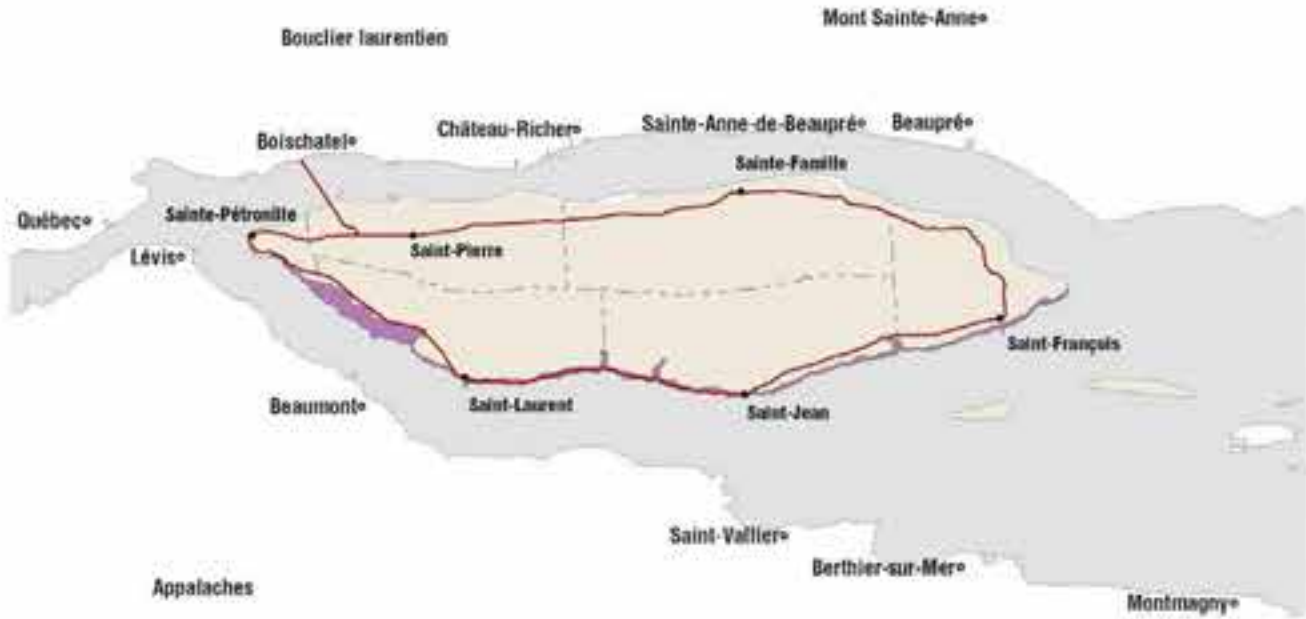 Mont Sainte-Anne
Bouclier laurentien
Château-Richer
Sainte-Anne-de-Beaupré
Beaupré
Boischatel
Sainte-Famille
Sainte-Pétronille
Québec
Saint-Pierre
Lévis
Saint-François
Beaumont
Saint-Laurent
Saint-Jean
Saint-Vallier
Berthier-sur-Mer
Appalaches
Montmagny